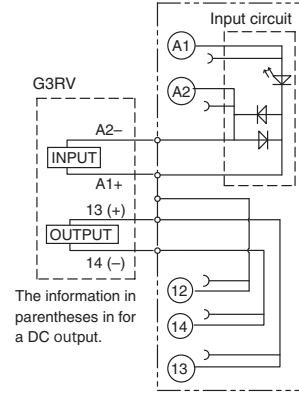 Input circuit
A1
G3RV
A2
A2–
INPUT
A1+
13 (+)
OUTPUT
14 (–)
The information in
parentheses in for
a DC output.
12
14
13